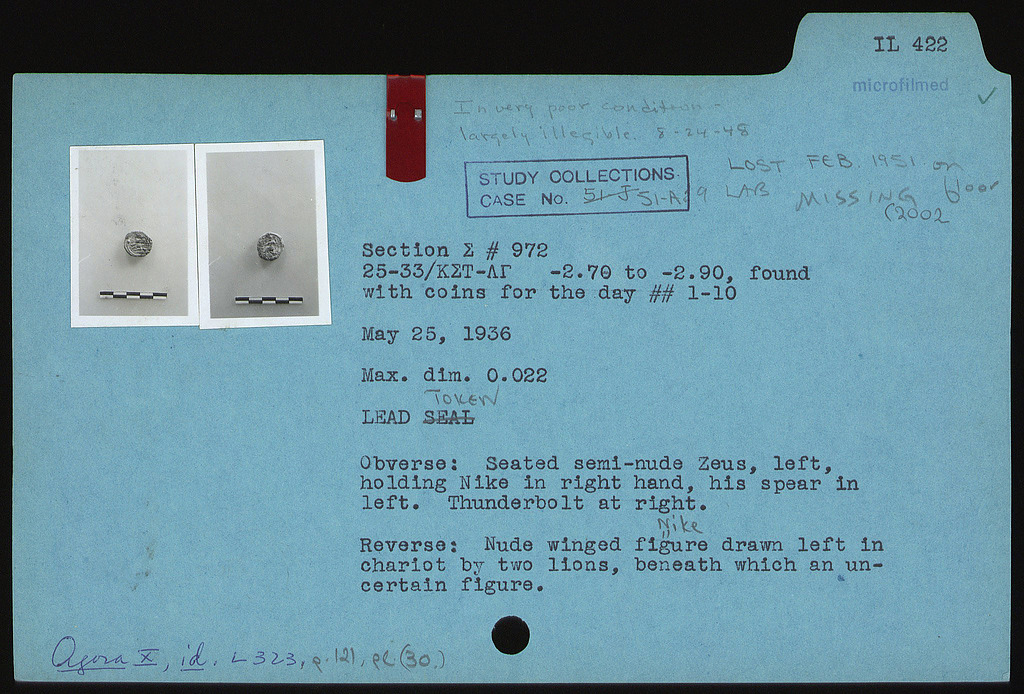 IL 422
microfilmed ✓
In very poor condition -
largely illegible. 8-24-48
STUDY COLLECTIONS.
CASE No. 51-J 51-A.
LOST FEB. 1951 on
LAB floor
MISSING
(2002
Section Σ # 972
25-33/ΚΣΤ-ΛΓ -2.70 to -2.90, found
with coins for the day ## 1-10
May 25, 1936
Max. dim. 0.022
TOKEN
LEAD SEAL
Obverse: Seated semi-nude Zeus, left,
holding Nike in right hand, his spear in
left. Thunderbolt at right.
Nike
Reverse: Nude winged figure drawn left in
chariot by two lions, beneath which an un-
certain figure.
Agora X, id. L 323, p. 121, pl (30.)